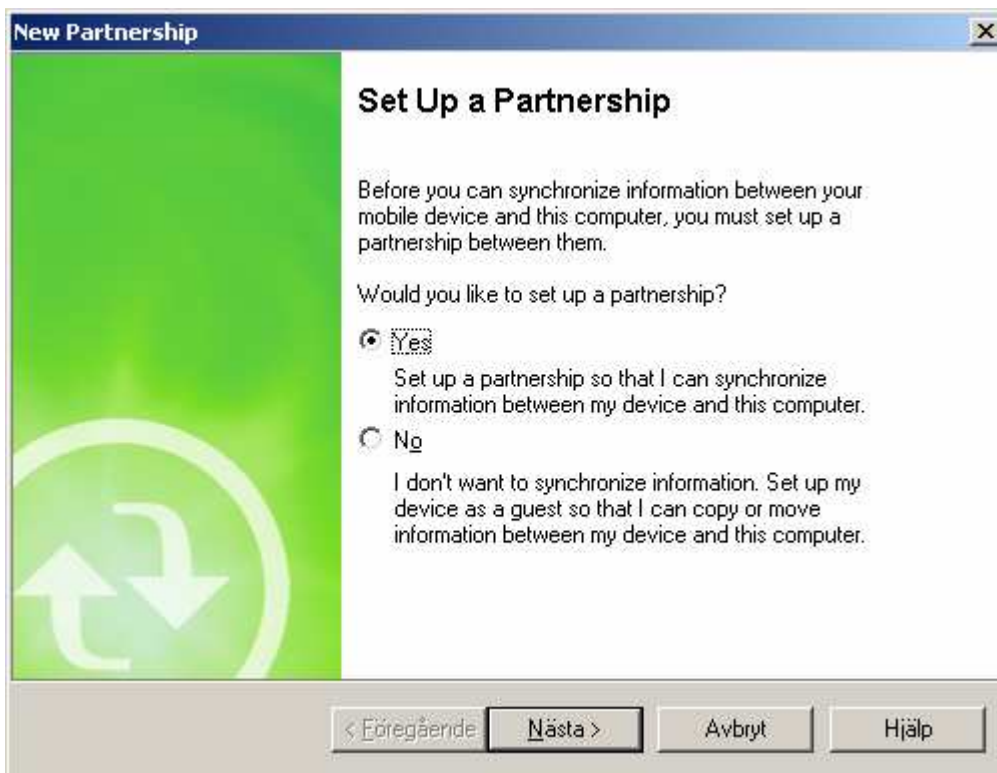 New Partnership
Set Up a Partnership
Before you can synchronize information between your
mobile device and this computer, you must set up a
partnership between them.
Would you like to set up a partnership?
Yes
Set up a partnership so that I can synchronize
information between my device and this computer.
No
I don't want to synchronize information. Set up my
device as a guest so that I can copy or move
information between my device and this computer.
< Föregående Nästa > Avbryt Hjälp